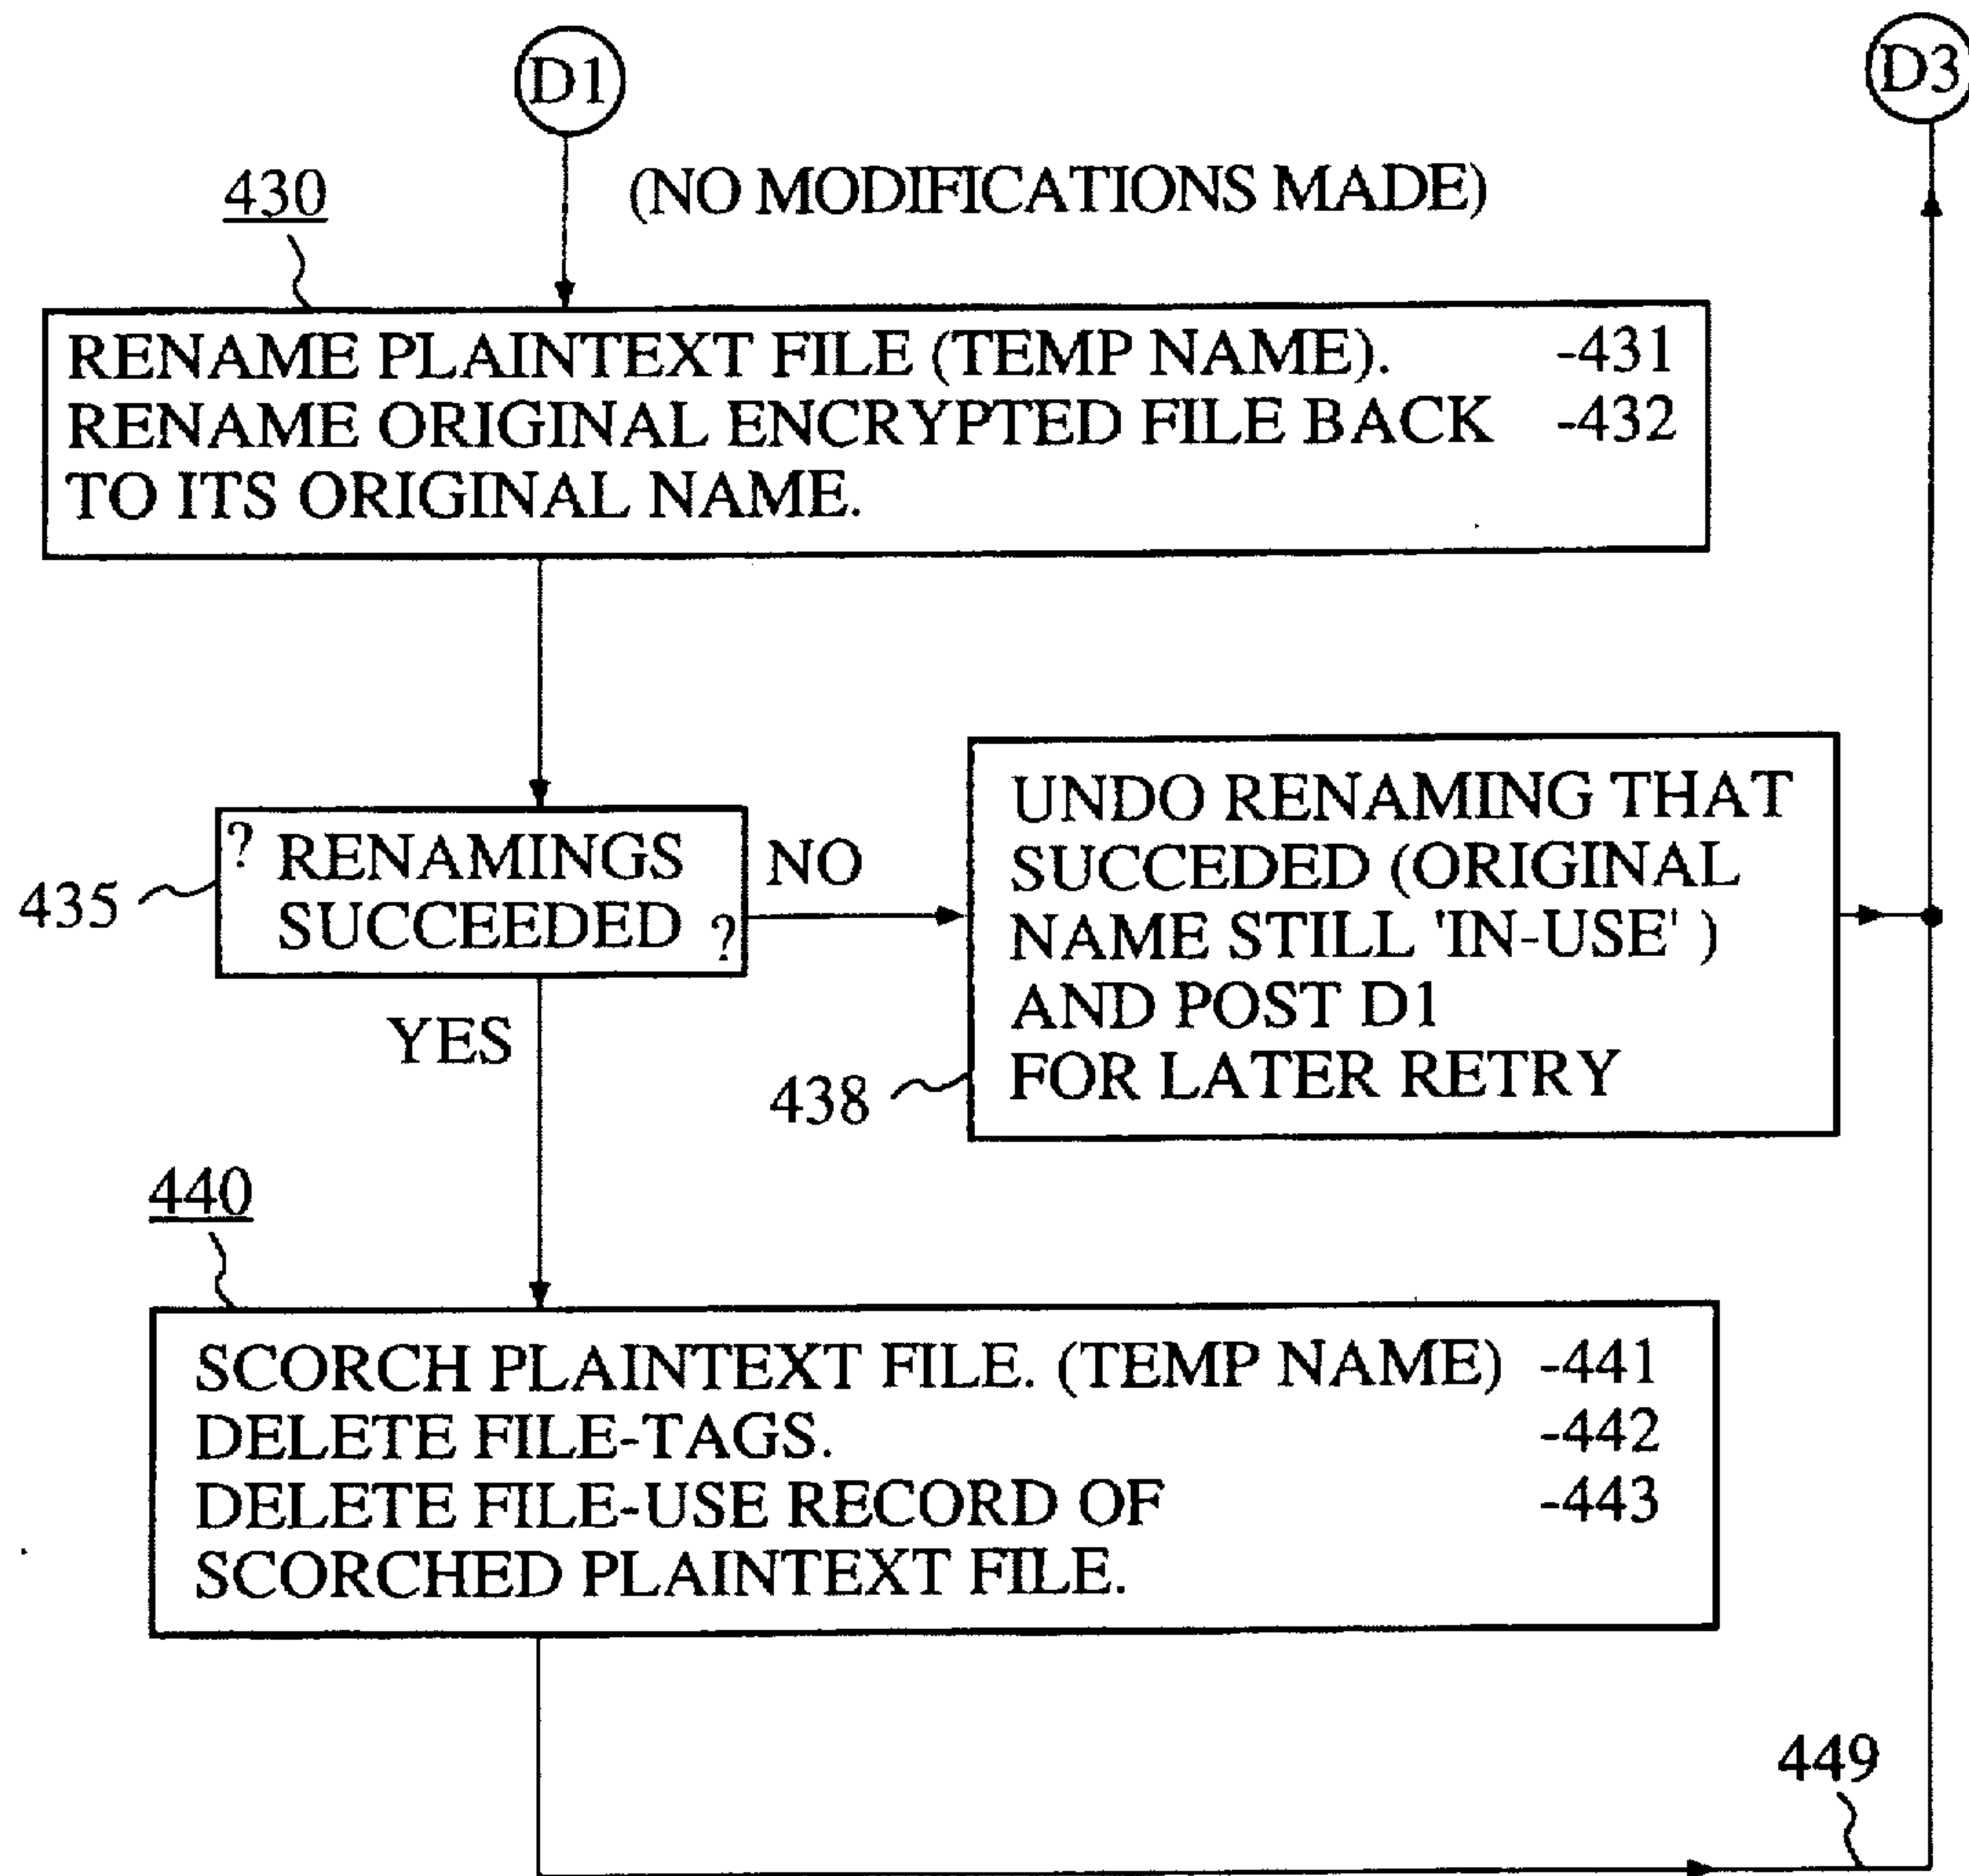 D1
D3
430
(NO MODIFICATIONS MADE)
RENAME PLAINTEXT FILE (TEMP NAME). -431
RENAME ORIGINAL ENCRYPTED FILE BACK -432
TO ITS ORIGINAL NAME.
? RENAMINGS
SUCCEEDED ?
435
NO
YES
UNDO RENAMING THAT
SUCCEDED (ORIGINAL
NAME STILL 'IN-USE' )
AND POST D1
FOR LATER RETRY
438
440
SCORCH PLAINTEXT FILE. (TEMP NAME) -441
DELETE FILE-TAGS. -442
DELETE FILE-USE RECORD OF -443
SCORCHED PLAINTEXT FILE.
449